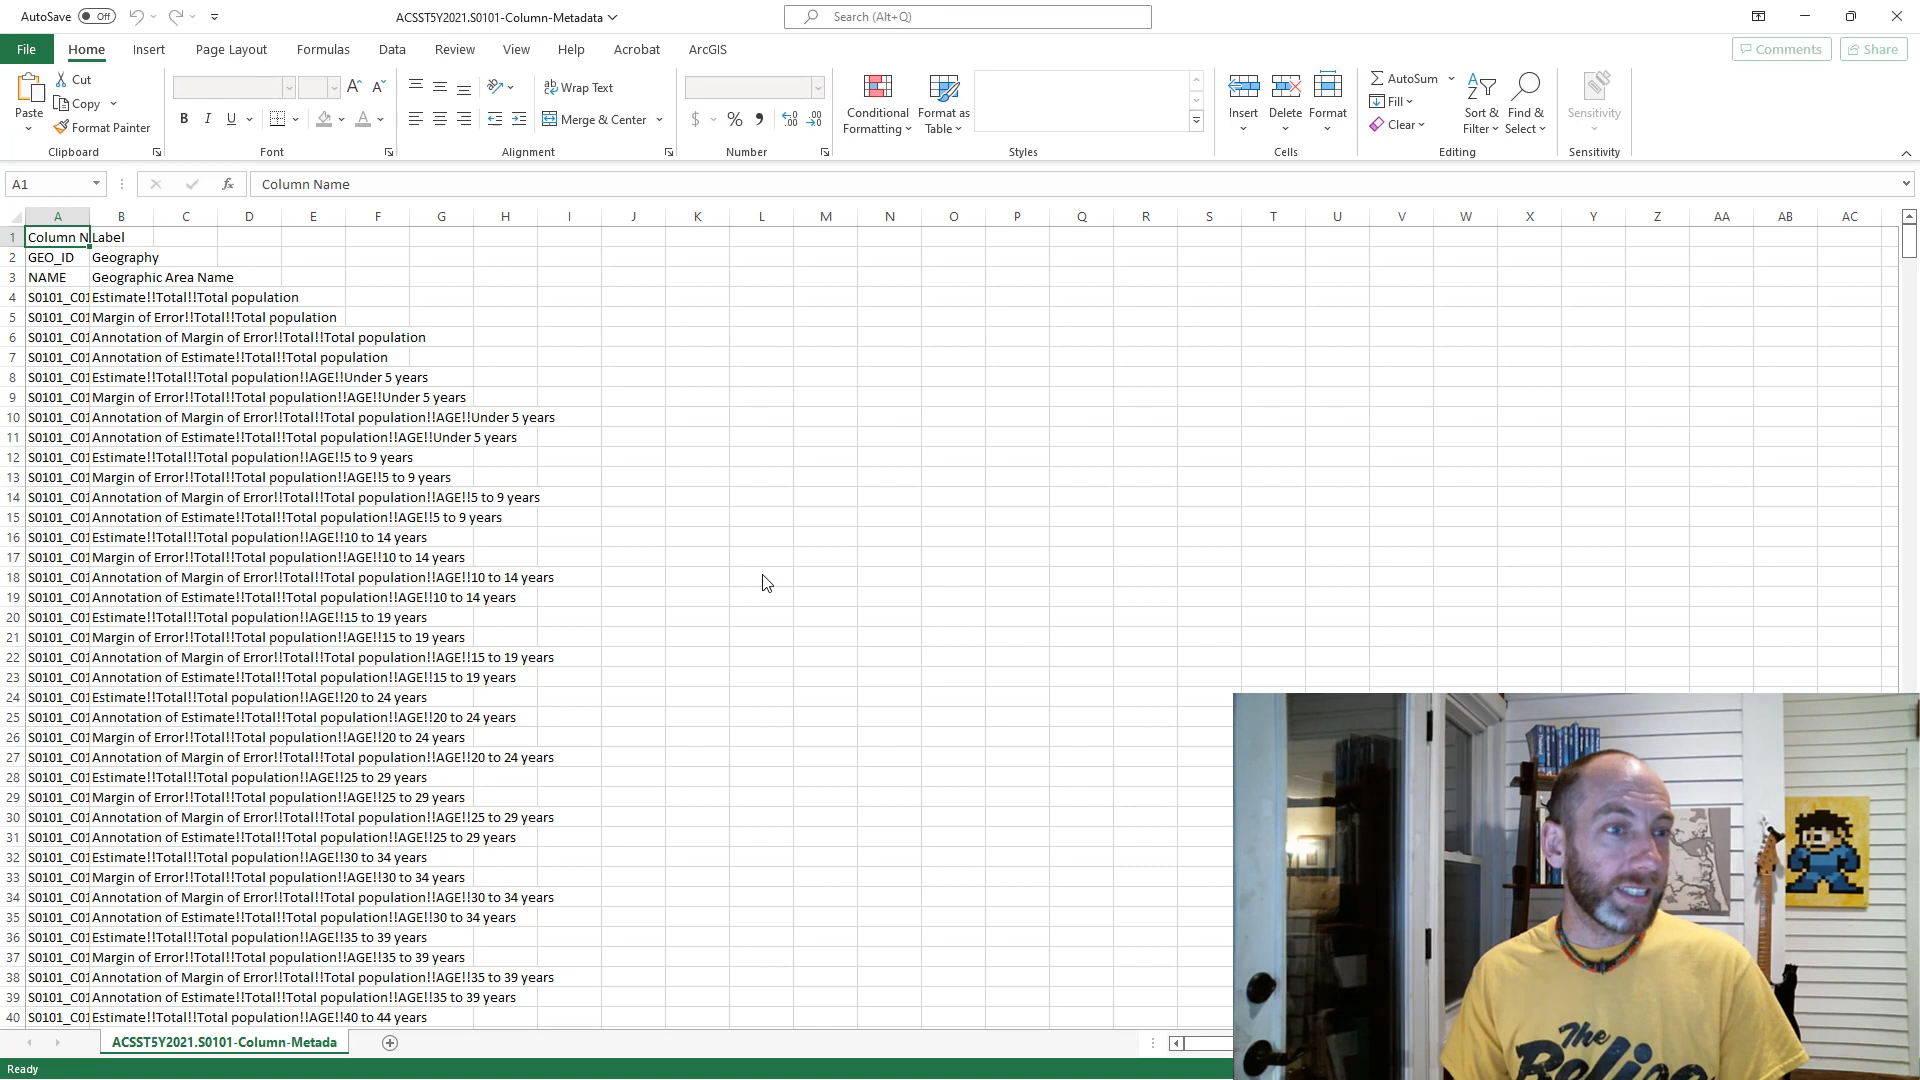 AutoSave Off ACSST5Y2021.S0101-Column-Metadata Search (Alt+Q)
File Home Insert Page Layout Formulas Data Review View Help Acrobat ArcGIS Comments Share
Paste Cut Copy Format Painter
Clipboard
B I U
Font
Wrap Text
Merge & Center
Alignment
$ % 9
Number
Conditional Formatting Format as Table
Styles
Insert Delete Format
Cells
AutoSum Fill Clear Sort & Filter Find & Select
Editing
Sensitivity
Sensitivity
A1 fx Column Name
A B C D E F G H I J K L M N O P Q R S T U V W X Y Z AA AB AC
1 Column N Label
2 GEO_ID Geography
3 NAME Geographic Area Name
4 S0101_C01 Estimate!!Total!!Total population
5 S0101_C01 Margin of Error!!Total!!Total population
6 S0101_C01 Annotation of Margin of Error!!Total!!Total population
7 S0101_C01 Annotation of Estimate!!Total!!Total population
8 S0101_C01 Estimate!!Total!!Total population!!AGE!!Under 5 years
9 S0101_C01 Margin of Error!!Total!!Total population!!AGE!!Under 5 years
10 S0101_C01 Annotation of Margin of Error!!Total!!Total population!!AGE!!Under 5 years
11 S0101_C01 Annotation of Estimate!!Total!!Total population!!AGE!!Under 5 years
12 S0101_C01 Estimate!!Total!!Total population!!AGE!!5 to 9 years
13 S0101_C01 Margin of Error!!Total!!Total population!!AGE!!5 to 9 years
14 S0101_C01 Annotation of Margin of Error!!Total!!Total population!!AGE!!5 to 9 years
15 S0101_C01 Annotation of Estimate!!Total!!Total population!!AGE!!5 to 9 years
16 S0101_C01 Estimate!!Total!!Total population!!AGE!!10 to 14 years
17 S0101_C01 Margin of Error!!Total!!Total population!!AGE!!10 to 14 years
18 S0101_C01 Annotation of Margin of Error!!Total!!Total population!!AGE!!10 to 14 years
19 S0101_C01 Annotation of Estimate!!Total!!Total population!!AGE!!10 to 14 years
20 S0101_C01 Estimate!!Total!!Total population!!AGE!!15 to 19 years
21 S0101_C01 Margin of Error!!Total!!Total population!!AGE!!15 to 19 years
22 S0101_C01 Annotation of Margin of Error!!Total!!Total population!!AGE!!15 to 19 years
23 S0101_C01 Annotation of Estimate!!Total!!Total population!!AGE!!15 to 19 years
24 S0101_C01 Estimate!!Total!!Total population!!AGE!!20 to 24 years
25 S0101_C01 Annotation of Estimate!!Total!!Total population!!AGE!!20 to 24 years
26 S0101_C01 Margin of Error!!Total!!Total population!!AGE!!20 to 24 years
27 S0101_C01 Annotation of Margin of Error!!Total!!Total population!!AGE!!20 to 24 years
28 S0101_C01 Estimate!!Total!!Total population!!AGE!!25 to 29 years
29 S0101_C01 Margin of Error!!Total!!Total population!!AGE!!25 to 29 years
30 S0101_C01 Annotation of Margin of Error!!Total!!Total population!!AGE!!25 to 29 years
31 S0101_C01 Annotation of Estimate!!Total!!Total population!!AGE!!25 to 29 years
32 S0101_C01 Estimate!!Total!!Total population!!AGE!!30 to 34 years
33 S0101_C01 Margin of Error!!Total!!Total population!!AGE!!30 to 34 years
34 S0101_C01 Annotation of Margin of Error!!Total!!Total population!!AGE!!30 to 34 years
35 S0101_C01 Annotation of Estimate!!Total!!Total population!!AGE!!30 to 34 years
36 S0101_C01 Estimate!!Total!!Total population!!AGE!!35 to 39 years
37 S0101_C01 Margin of Error!!Total!!Total population!!AGE!!35 to 39 years
38 S0101_C01 Annotation of Margin of Error!!Total!!Total population!!AGE!!35 to 39 years
39 S0101_C01 Annotation of Estimate!!Total!!Total population!!AGE!!35 to 39 years
40 S0101_C01 Estimate!!Total!!Total population!!AGE!!40 to 44 years
ACSST5Y2021.S0101-Column-Metada
Ready
The